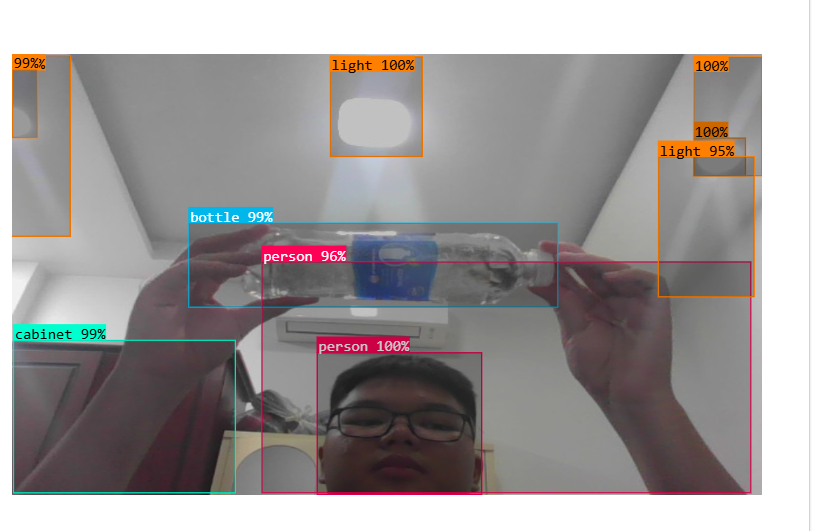 99%%
light 100%
100%
100%
light 95%
bottle 99%
person 96%
cabinet 99%
person 100%